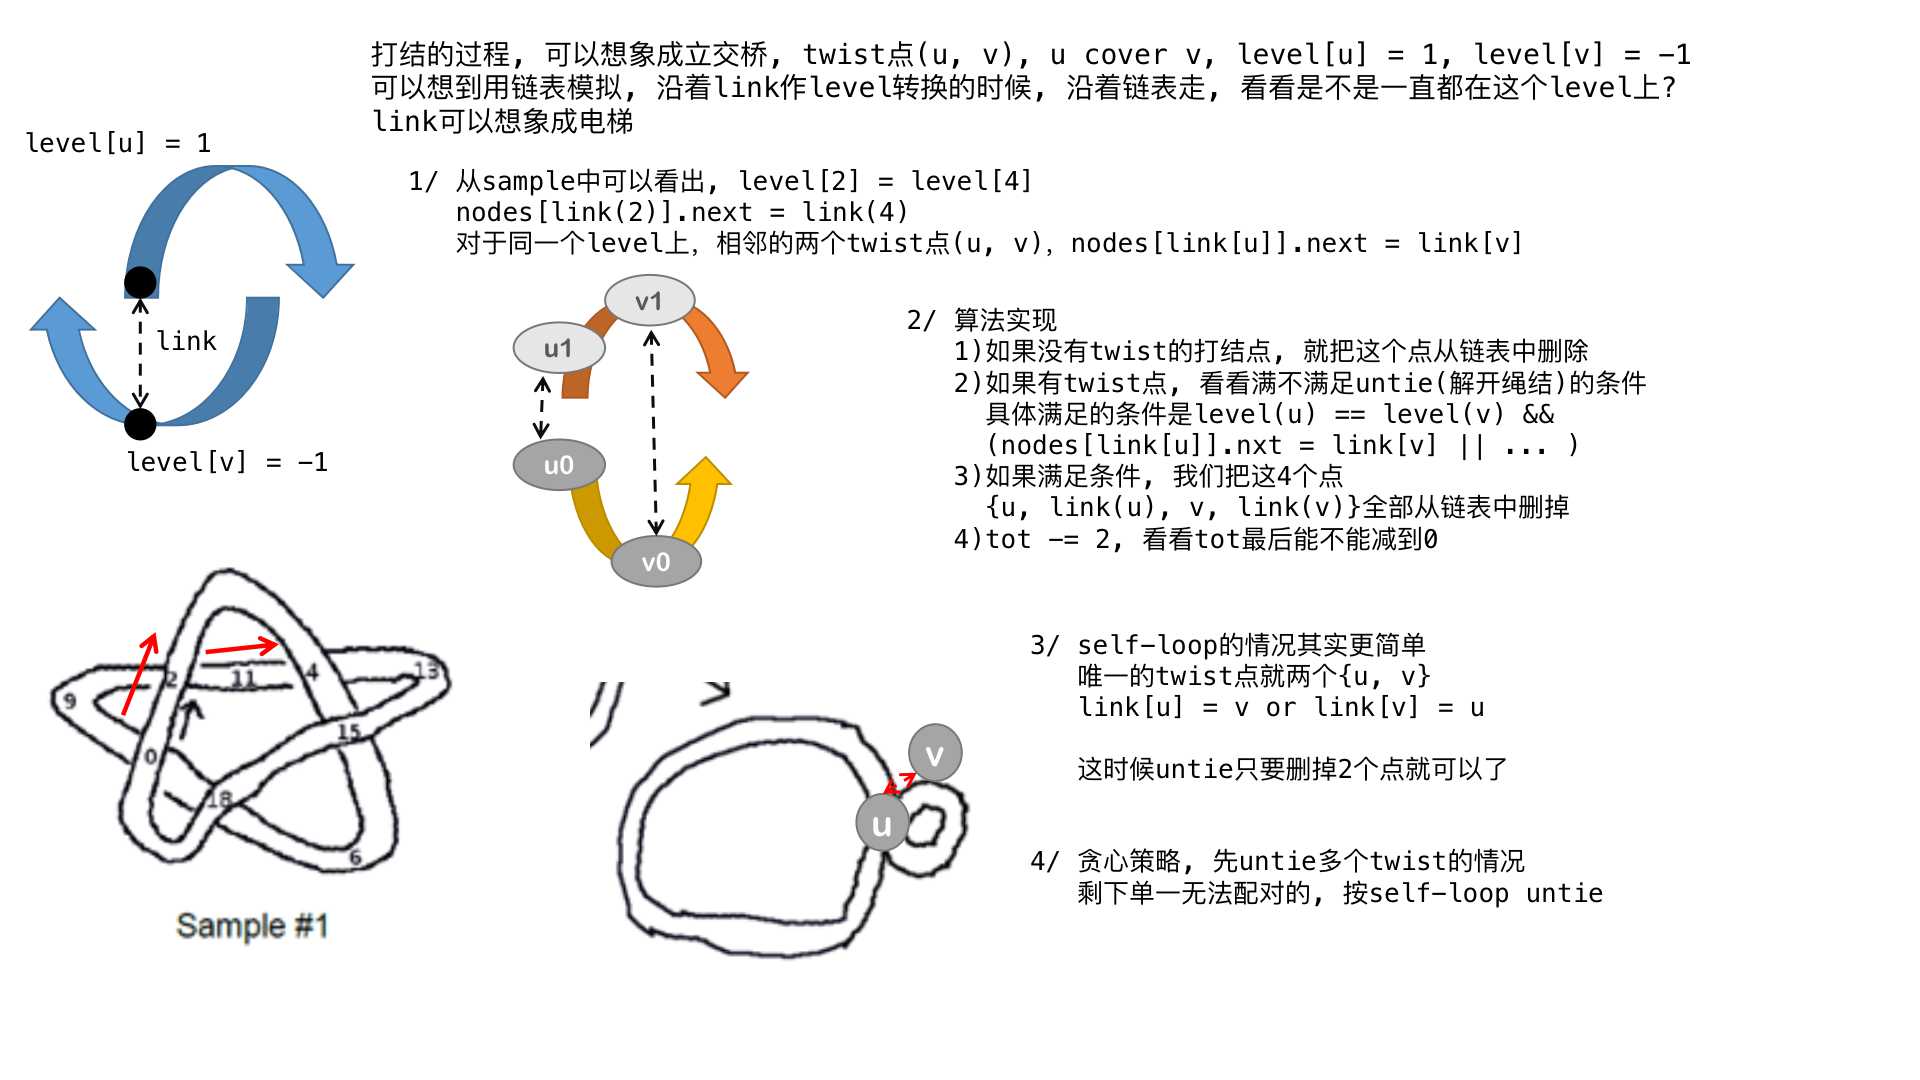 打结的过程, 可以想象成立交桥, twist点(u, v), u cover v, level[u] = 1, level[v] = -1
可以想到用链表模拟, 沿着link作level转换的时候, 沿着链表走, 看看是不是一直都在这个level上?
link可以想象成电梯
level[u] = 1
link
level[v] = -1
1/ 从sample中可以看出, level[2] = level[4]
nodes[link(2)].next = link(4)
对于同一个level上, 相邻的两个twist点(u, v), nodes[link[u]].next = link[v]
v1
u1
u0
v0
2/ 算法实现
1)如果没有twist的打结点, 就把这个点从链表中删除
2)如果有twist点, 看看满不满足untie(解开绳结)的条件
具体满足的条件是level(u) == level(v) &&
(nodes[link[u]].nxt = link[v] || ... )
3)如果满足条件, 我们把这4个点
{u, link(u), v, link(v)}全部从链表中删掉
4)tot -= 2, 看看tot最后能不能减到0
2
11
4
13
9
15
0
18
6
Sample #1
v
u
3/ self-loop的情况其实更简单
唯一的twist点就两个{u, v}
link[u] = v or link[v] = u
这时候untie只要删掉2个点就可以了
4/ 贪心策略, 先untie多个twist的情况
剩下单一无法配对的, 按self-loop untie